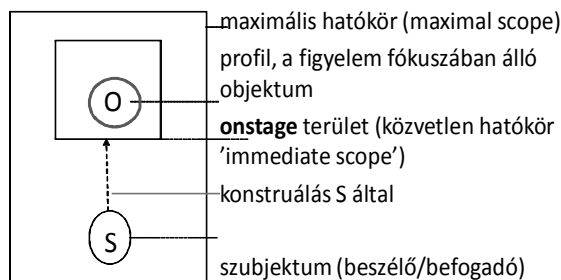 maximális hatókör (maximal scope)
profil, a figyelem fókuszában álló
objektum
O
onstage terület (közvetlen hatókör
'immediate scope')
konstruálás S által
S
szubjektum (beszélő/befogadó)